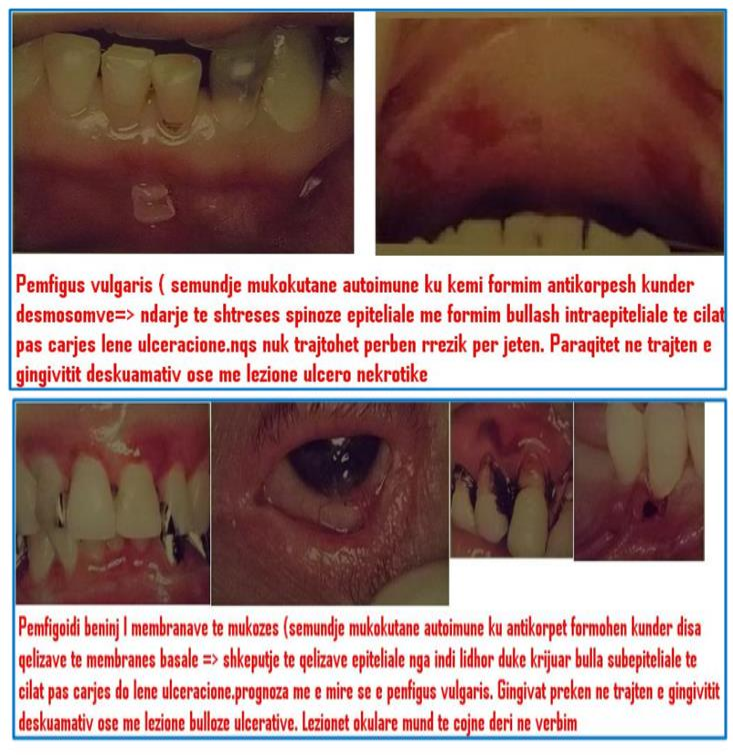 Pemfigus vulgaris ( semundje mukokutane autoimune ku kemi formim antikorpesh kunder
desmosomve=> ndarje te shtreses spinoze epiteliale me formim bullash intraepiteliale te cilat
pas carjes lene ulceracione.nqs nuk trajtohet perben rrezik per jeten. Paraqitet ne trajten e
gingivitit deskuamativ ose me lezione ulcero nekrotike
Pemfigoidi beninj I membranave te mukozes (semundje mukokutane autoimune ku antikorpet formohen kunder disa
qelizave te membranes basale => shkeputje te qelizave epiteliale nga indi lidhor duke krijuar bulla subepiteliale te
cilat pas carjes do lene ulceracione.prognoza me e mire se e penfigus vulgaris. Gingivat preken ne trajten e gingivitit
deskuamativ ose me lezione bulloze ulcerative. Lezionet okulare mund te cojne deri ne verbim